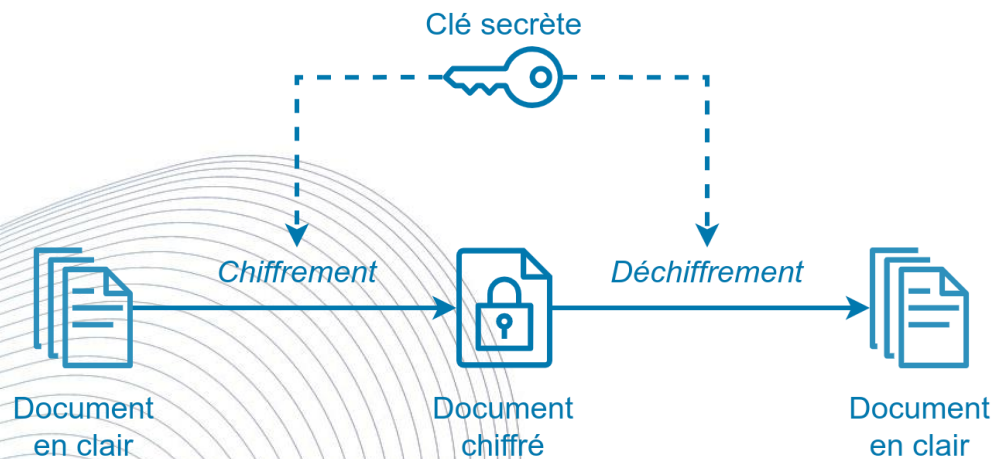 Clé secrète
Chiffrement
Déchiffrement
Document
en clair
Document
chiffré
Document
en clair